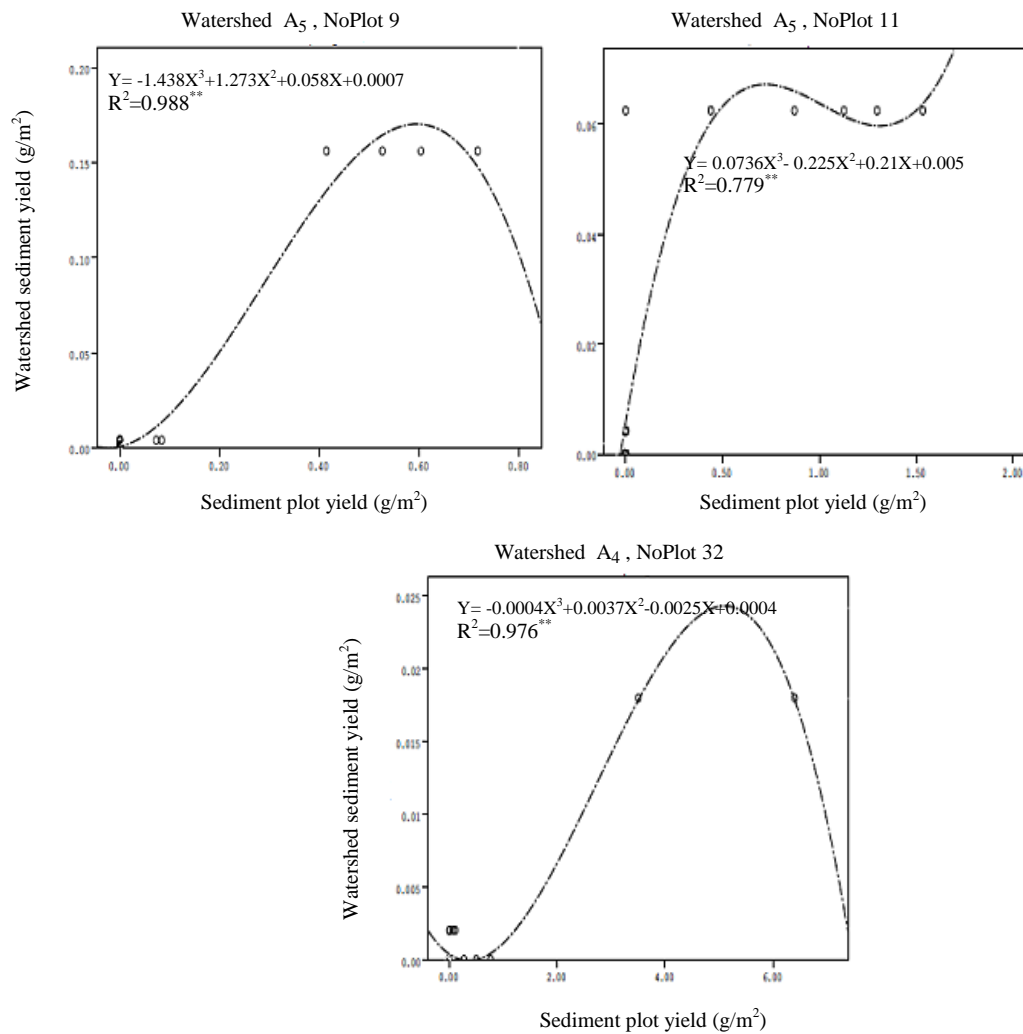 Watershed A5 , NoPlot 9
Y= -1.438X3+1.273X2+0.058X+0.0007
R2=0.988**
Watershed sediment yield (g/m2)
0.20
0.15
0.10
0.05
0.00
0.00 0.20 0.40 0.60 0.80
Sediment plot yield (g/m2)
Watershed A5 , NoPlot 11
Y= 0.0736X3- 0.225X2+0.21X+0.005
R2=0.779**
0.06
0.04
0.02
0.00
0.00 0.50 1.00 1.50 2.00
Sediment plot yield (g/m2)
Watershed A4 , NoPlot 32
Y= -0.0004X3+0.0037X2-0.0025X+0.0004
R2=0.976**
Watershed sediment yield (g/m2)
0.025
0.02
0.015
0.01
0.005
0.00
0.00 2.00 4.00 6.00
Sediment plot yield (g/m2)